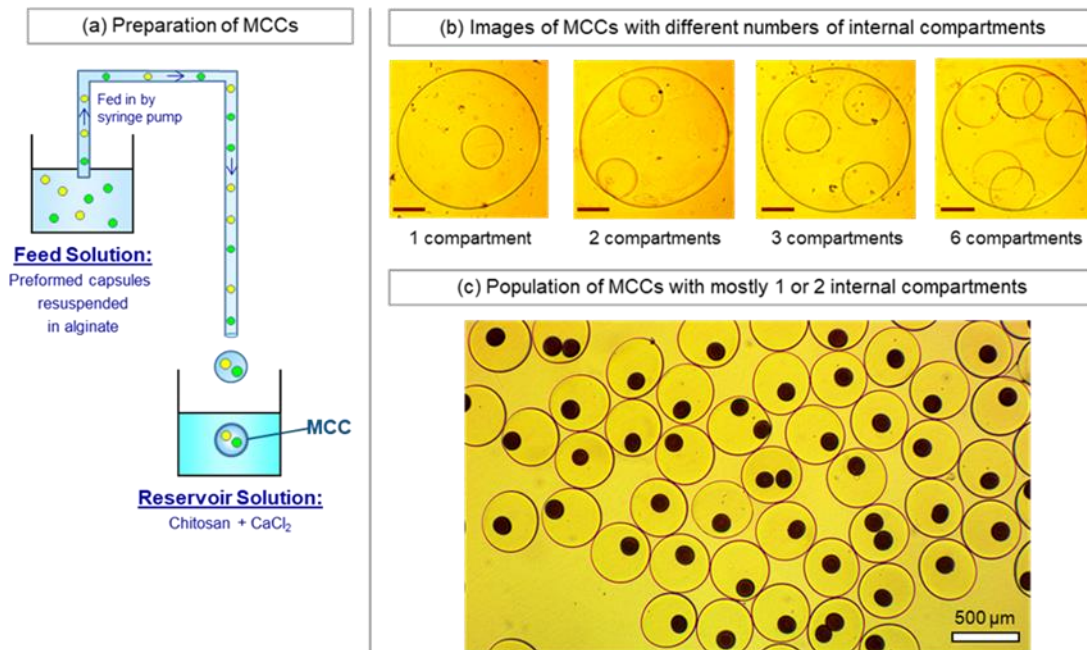 (a) Preparation of MCCs
Fed in by
syringe pump
Feed Solution:
Preformed capsules
resuspended
in alginate
MCC
Reservoir Solution:
Chitosan + CaCl₂
(b) Images of MCCs with different numbers of internal compartments
1 compartment
2 compartments
3 compartments
6 compartments
(c) Population of MCCs with mostly 1 or 2 internal compartments
500 µm